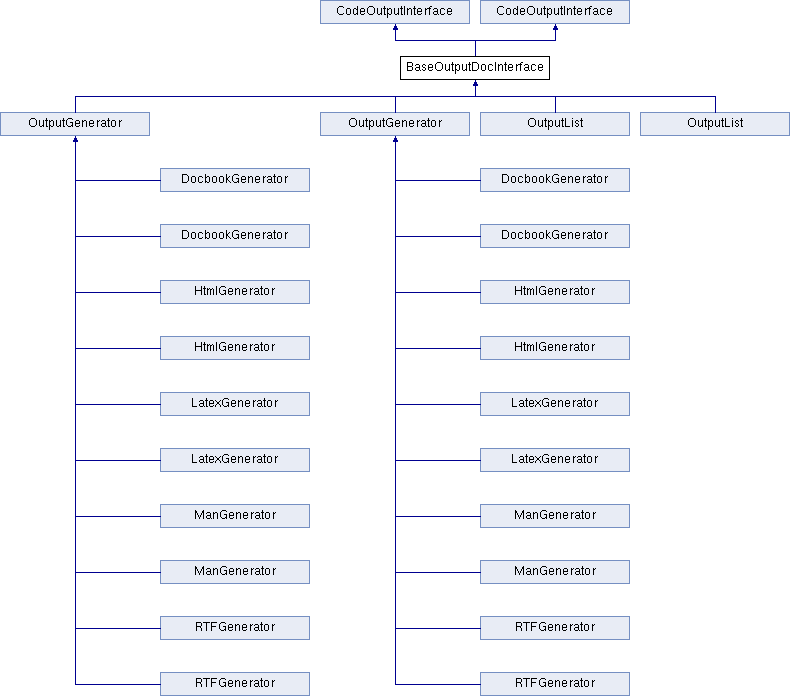 CodeOutputInterface
CodeOutputInterface
BaseOutputDocInterface
OutputGenerator
OutputGenerator
OutputList
OutputList
DocbookGenerator
DocbookGenerator
DocbookGenerator
DocbookGenerator
HtmlGenerator
HtmlGenerator
HtmlGenerator
HtmlGenerator
LatexGenerator
LatexGenerator
LatexGenerator
LatexGenerator
ManGenerator
ManGenerator
ManGenerator
ManGenerator
RTFGenerator
RTFGenerator
RTFGenerator
RTFGenerator